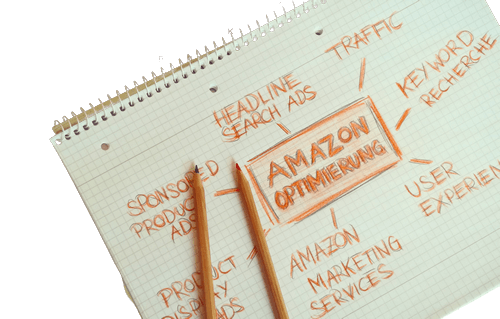 TRAFFIC
HEADLINE
SEARCH ADS
KEYWORD
RECHERCHE
AMAZON
OPTIMIERUNG
SPONSORED
PRODUCT
ADS
USER
EXPERIEN
AMAZON
MARKETING
SERVICES
PRODUCT
DISPLAY
ADS